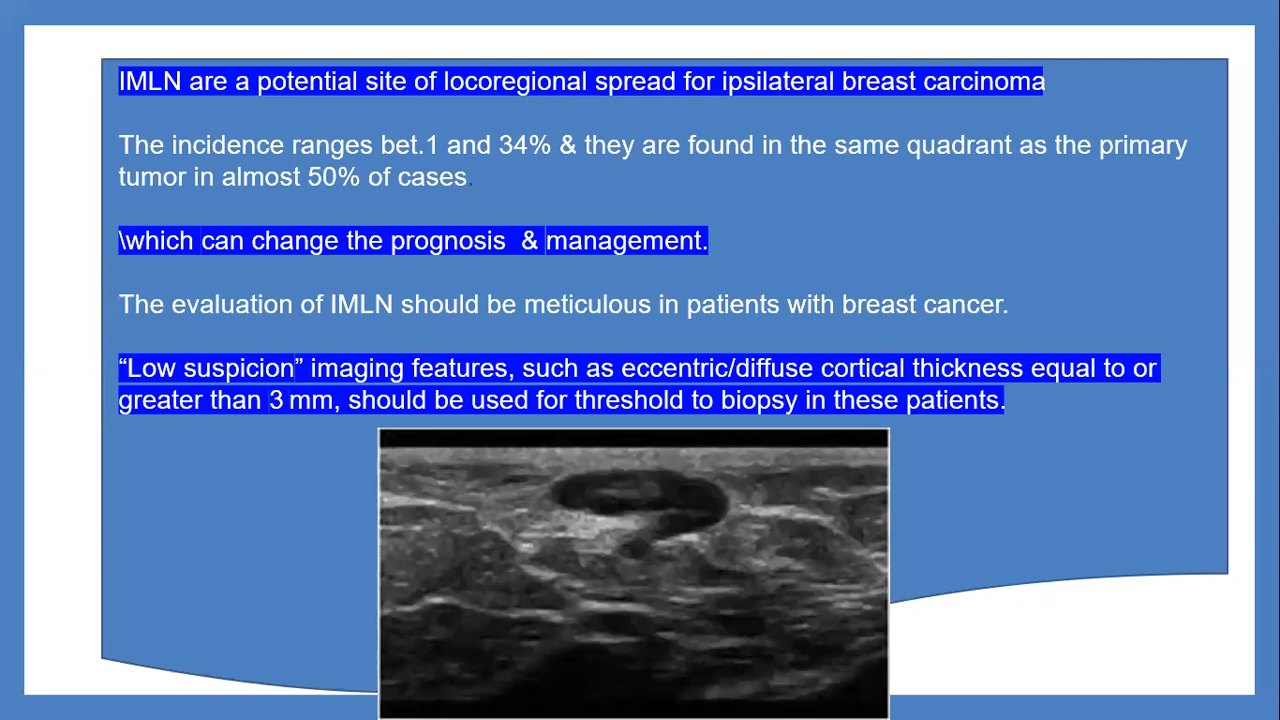 IMLN are a potential site of locoregional spread for ipsilateral breast carcinoma
The incidence ranges bet.1 and 34% & they are found in the same quadrant as the primary
tumor in almost 50% of cases.
\which can change the prognosis & management.
The evaluation of IMLN should be meticulous in patients with breast cancer.
“Low suspicion” imaging features, such as eccentric/diffuse cortical thickness equal to or
greater than 3 mm, should be used for threshold to biopsy in these patients.